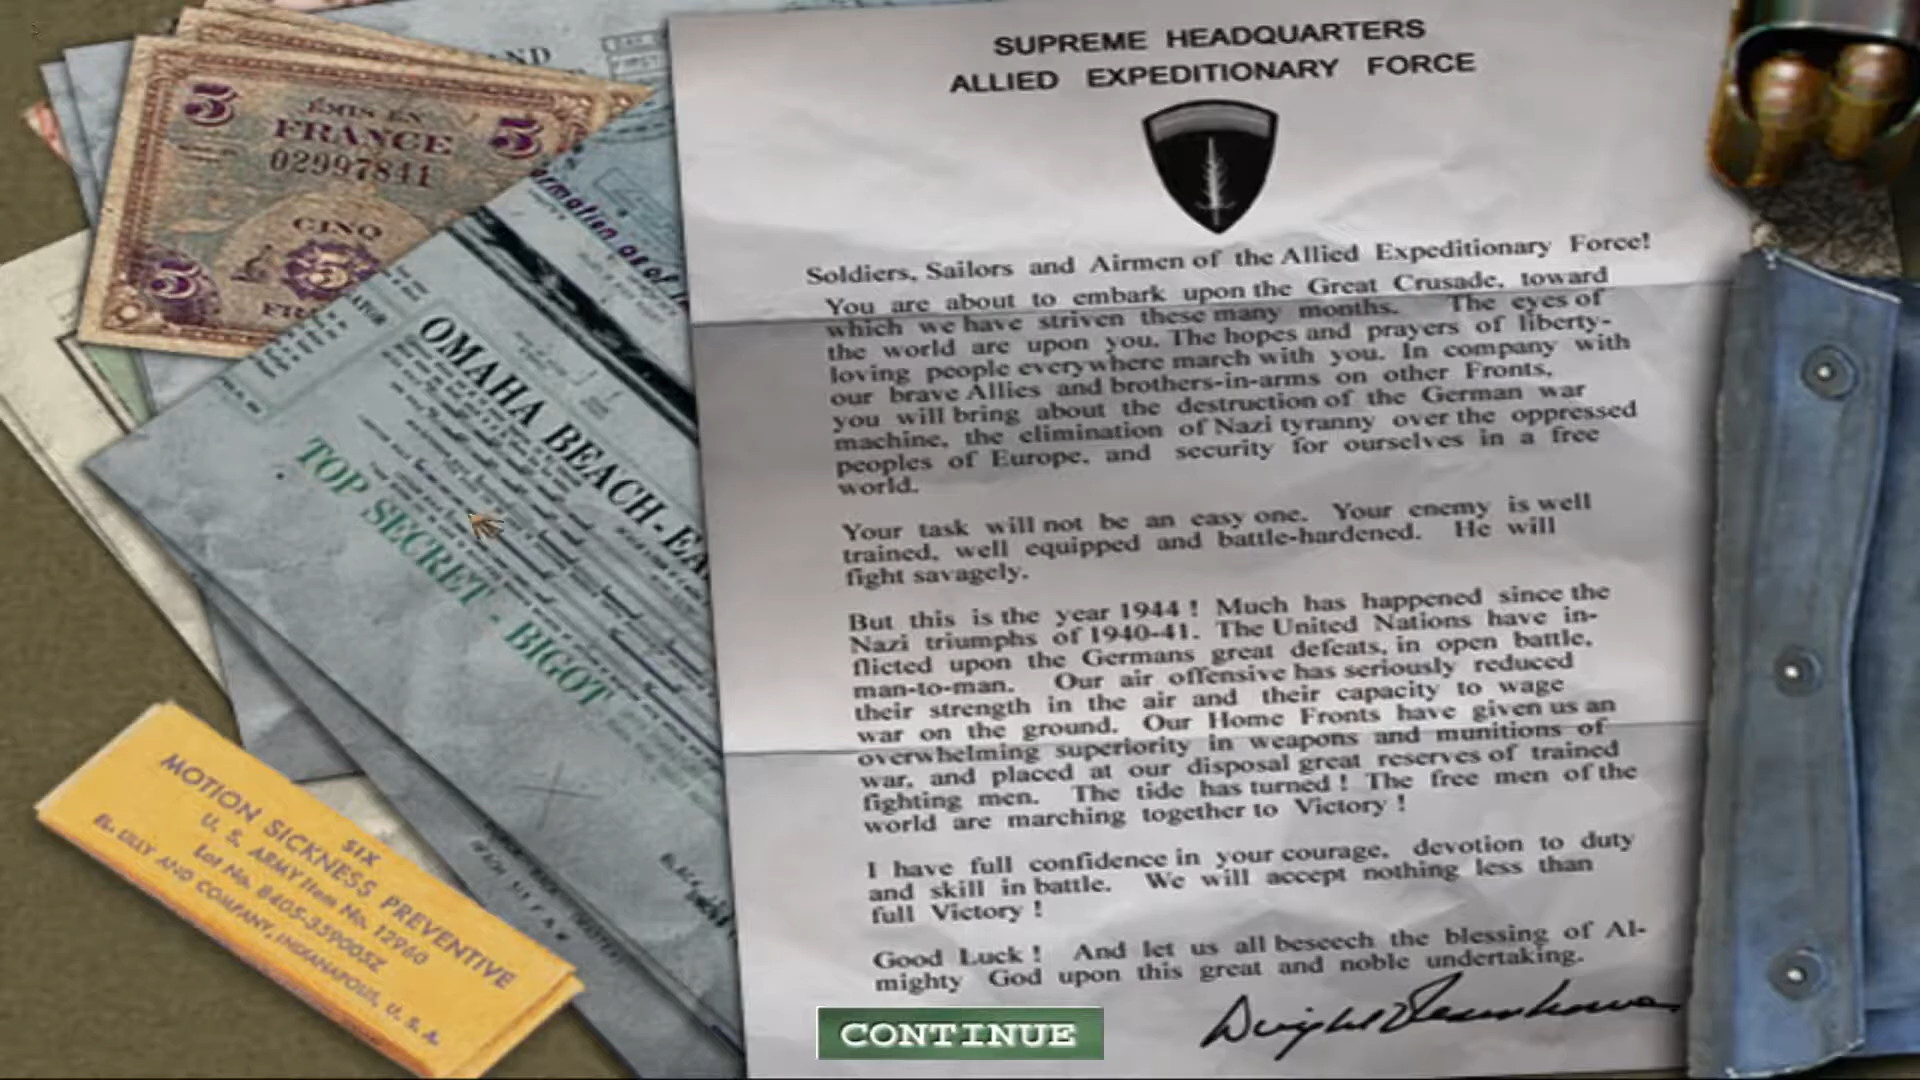 SUPREME HEADQUARTERS
ALLIED EXPEDITIONARY FORCE
Soldiers, Sailors and Airmen of the Allied Expeditionary Force!
You are about to embark upon the Great Crusade, toward
which we have striven these many months. The eyes of
the world are upon you. The hopes and prayers of liberty-
loving people everywhere march with you. In company with
our brave Allies and brothers-in-arms on other Fronts,
you will bring about the destruction of the German war
machine, the elimination of Nazi tyranny over the oppressed
peoples of Europe, and security for ourselves in a free
world.
Your task will not be an easy one. Your enemy is well
trained, well equipped and battle-hardened. He will
fight savagely.
But this is the year 1944 ! Much has happened since the
Nazi triumphs of 1940-41. The United Nations have in-
flicted upon the Germans great defeats, in open battle,
man-to-man. Our air offensive has seriously reduced
their strength in the air and their capacity to wage
war on the ground. Our Home Fronts have given us an
overwhelming superiority in weapons and munitions of
war, and placed at our disposal great reserves of trained
fighting men. The tide has turned ! The free men of the
world are marching together to Victory !
I have full confidence in your courage, devotion to duty
and skill in battle. We will accept nothing less than
full Victory !
Good Luck ! And let us all beseech the blessing of Al-
mighty God upon this great and noble undertaking.
Dwight D Eisenhower
CONTINUE
5 5
ÉMIS EN
FRANCE
02997841
CINQ
5 5
FR
OMAHA BEACH-EA
TOP SECRET - BIGOT
SIX
MOTION SICKNESS PREVENTIVE
U. S. ARMY Item No. 12960
Lot No. 8405-359005Z
ELI LILLY AND COMPANY, INDIANAPOLIS, U. S. A.